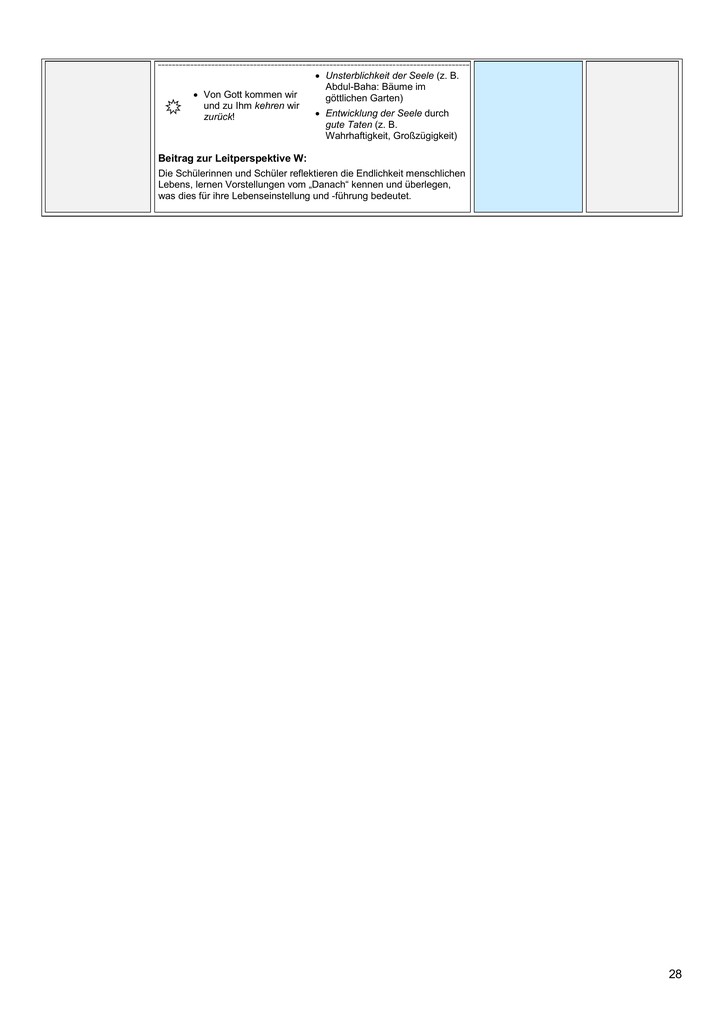 • Von Gott kommen wir
und zu Ihm kehren wir
zurück!
• Unsterblichkeit der Seele (z. B.
Abdul-Baha: Bäume im
göttlichen Garten)
• Entwicklung der Seele durch
gute Taten (z. B.
Wahrhaftigkeit, Großzügigkeit)
Beitrag zur Leitperspektive W:
Die Schülerinnen und Schüler reflektieren die Endlichkeit menschlichen
Lebens, lernen Vorstellungen vom „Danach“ kennen und überlegen,
was dies für ihre Lebenseinstellung und -führung bedeutet.
28